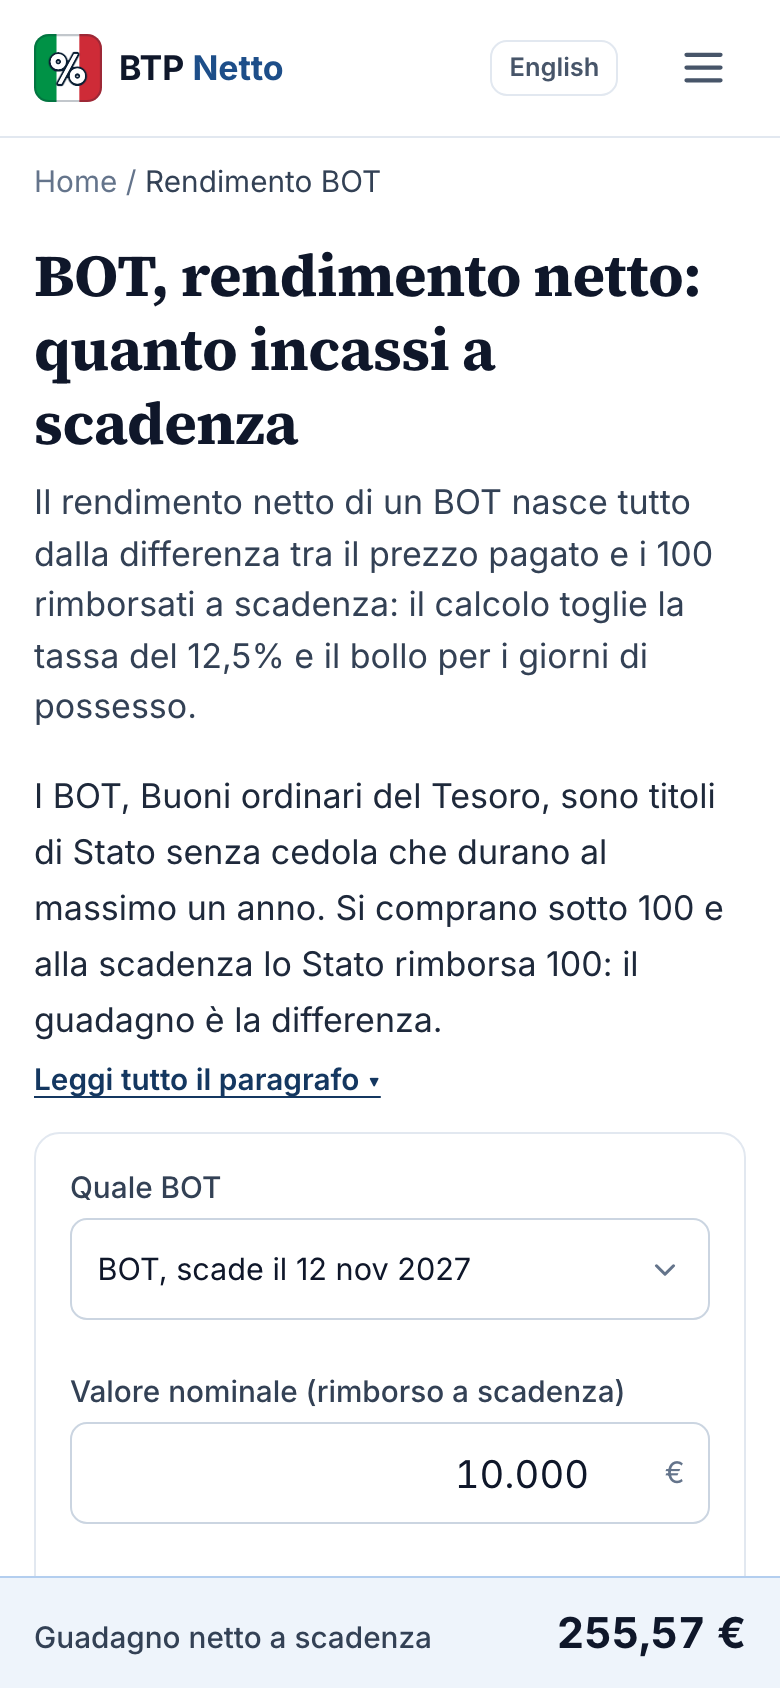 %
BTP Netto
English
Home / Rendimento BOT
BOT, rendimento netto:
quanto incassi a
scadenza
Il rendimento netto di un BOT nasce tutto
dalla differenza tra il prezzo pagato e i 100
rimborsati a scadenza: il calcolo toglie la
tassa del 12,5% e il bollo per i giorni di
possesso.
I BOT, Buoni ordinari del Tesoro, sono titoli
di Stato senza cedola che durano al
massimo un anno. Si comprano sotto 100 e
alla scadenza lo Stato rimborsa 100: il
guadagno è la differenza.
Leggi tutto il paragrafo ▾
Quale BOT
BOT, scade il 12 nov 2027
Valore nominale (rimborso a scadenza)
10.000 €
Guadagno netto a scadenza 255,57 €